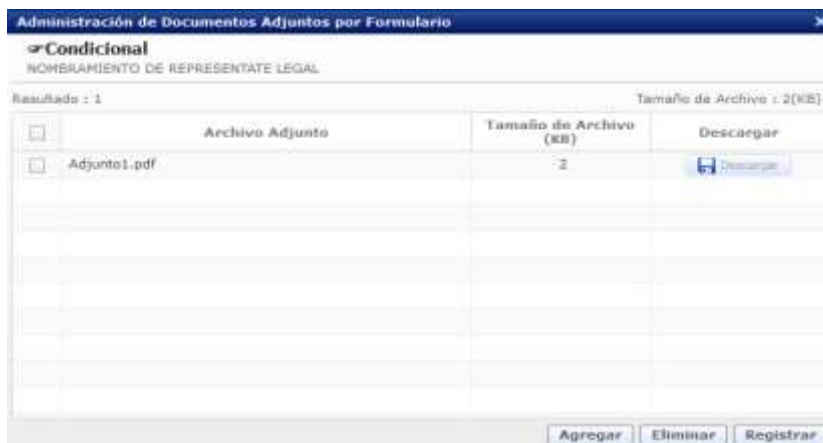 Administración de Documentos Adjuntos por Formulario x
☞Condicional
NOMBRAMIENTO DE REPRESENTATE LEGAL
Resultado : 1 Tamaño de Archivo : 2(KB)
Archivo Adjunto Tamaño de Archivo (KB) Descargar
Adjunto1.pdf 2 Descargar
Agregar Eliminar Registrar